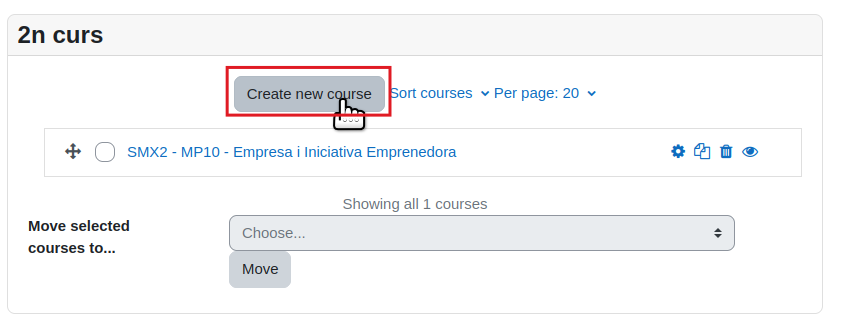 2n curs
Create new course Sort courses Per page: 20
SMX2 - MP10 - Empresa i Iniciativa Emprenedora
Showing all 1 courses
Move selected
courses to...
Choose...
Move